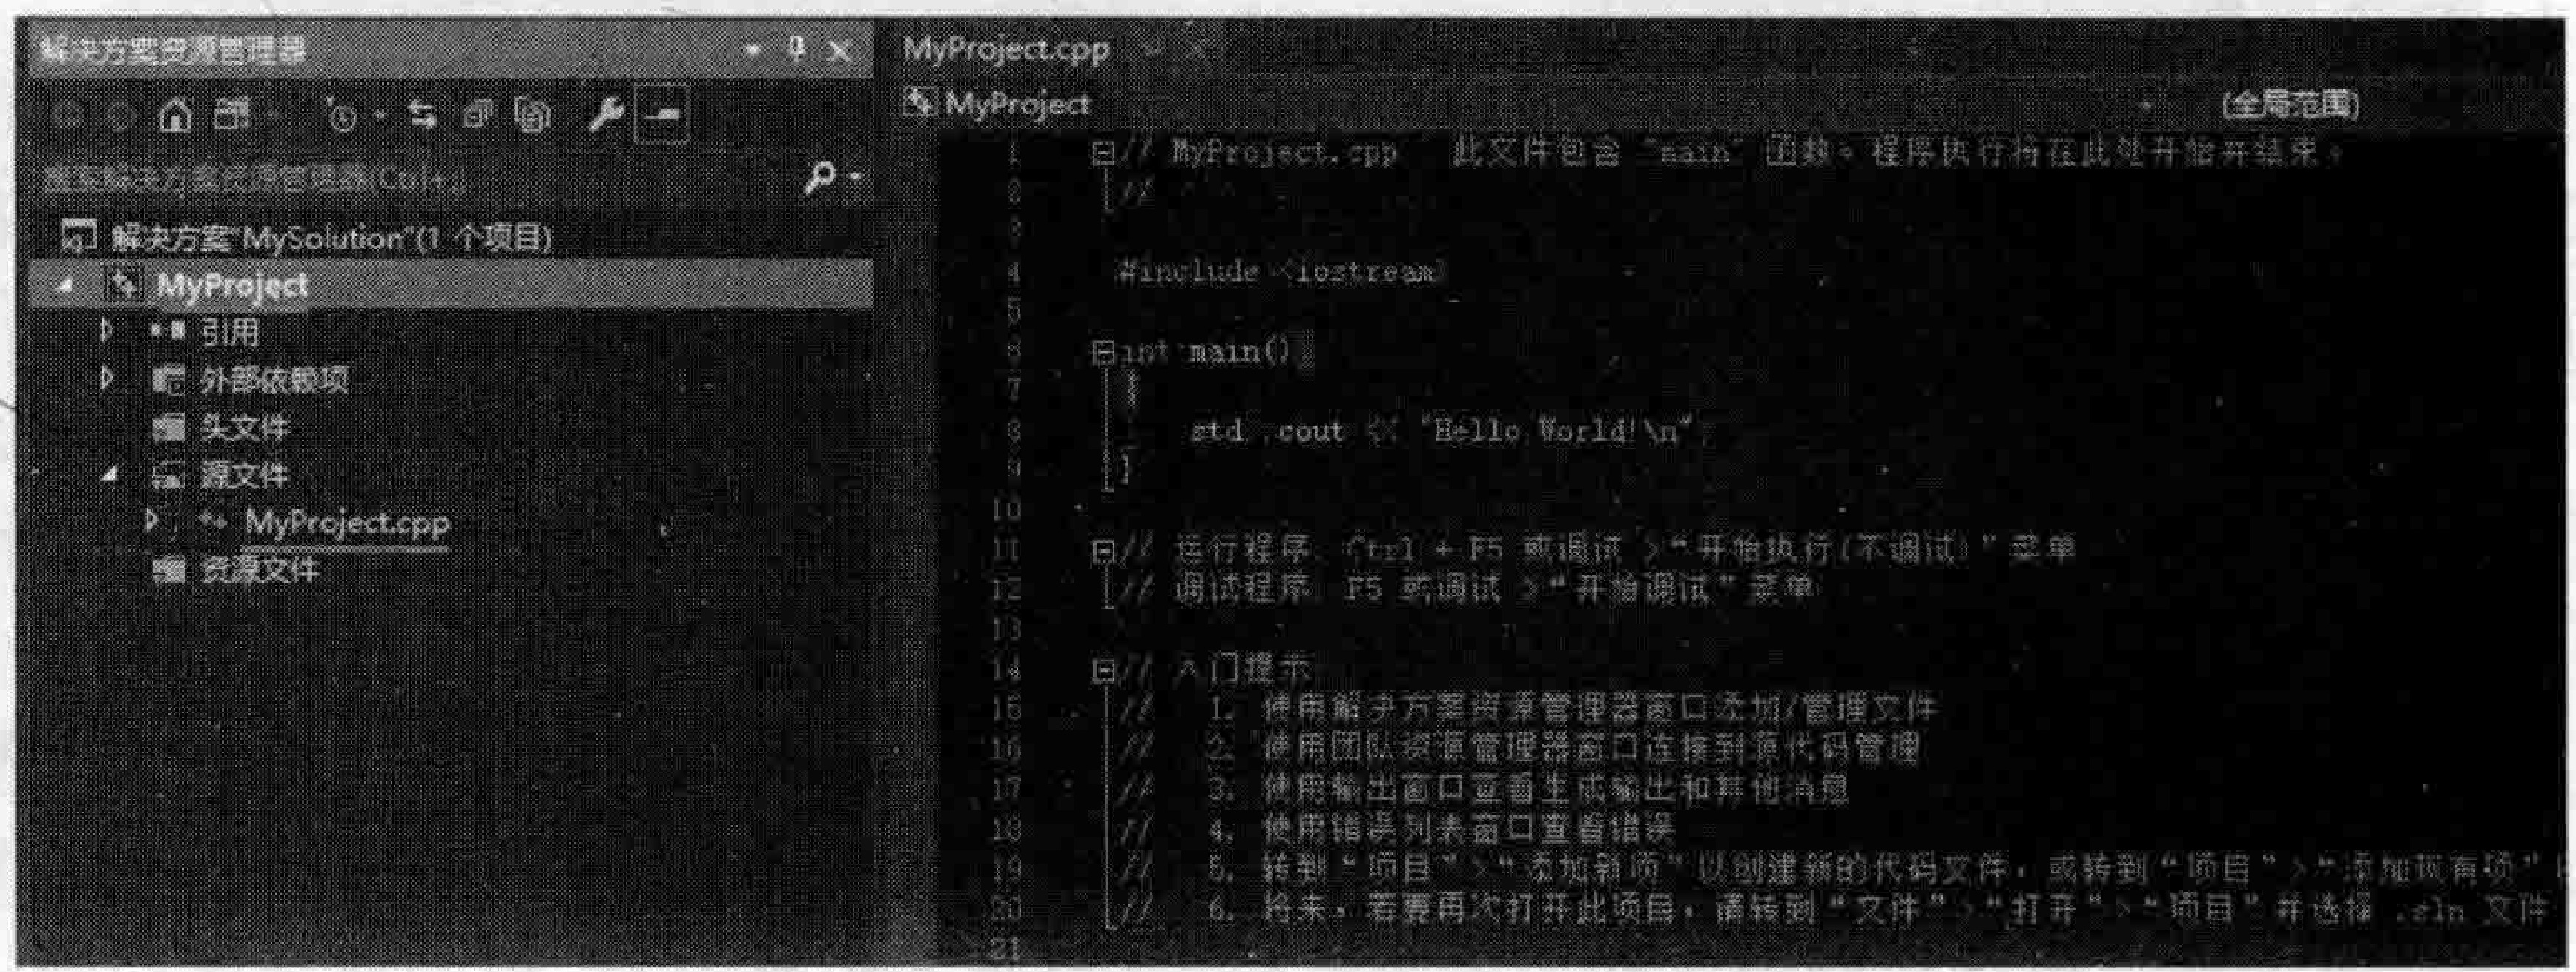 解决方案资源管理器
搜索解决方案资源管理器(Ctrl+;)
解决方案"MySolution"(1 个项目)
MyProject
引用
外部依赖项
头文件
源文件
MyProject.cpp
资源文件
MyProject.cpp
MyProject
(全局范围)
1 // MyProject.cpp 此文件包含 "main" 函数。程序执行将在此处开始并结束。
2 //
3
4 #include <iostream>
5
6 int main()
7 {
8 std::cout << "Hello World!\n";
9 }
10
11 // 运行程序: Ctrl + F5 或调试 >“开始执行(不调试)”菜单
12 // 调试程序: F5 或调试 >“开始调试”菜单
13
14 // 入门提示:
15 // 1. 使用解决方案资源管理器窗口添加/管理文件
16 // 2. 使用团队资源管理器窗口连接到源代码管理
17 // 3. 使用输出窗口查看生成输出和其他消息
18 // 4. 使用错误列表窗口查看错误
19 // 5. 转到“项目”>“添加新项”以创建新的代码文件，或转到“项目”>“添加现有项”
20 // 6. 将来，若要再次打开此项目，请转到“文件”>“打开”>“项目”并选择 .sln 文件
21